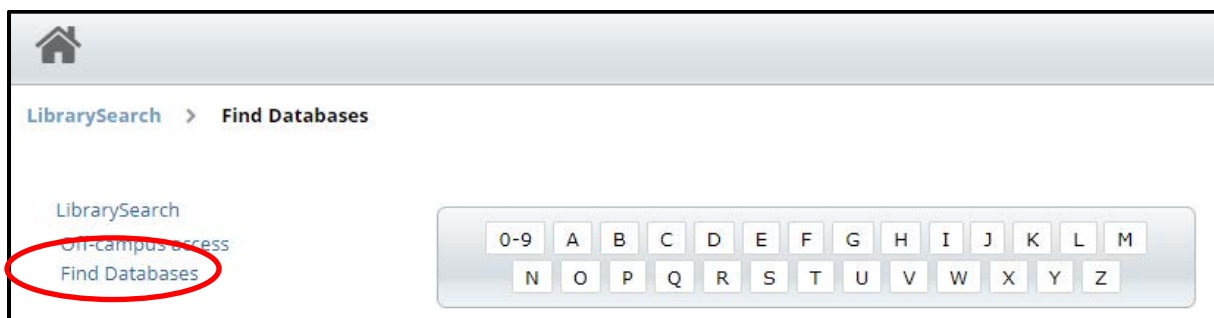 LibrarySearch > Find Databases
LibrarySearch
Off-campus access
Find Databases
0-9 A B C D E F G H I J K L M
N O P Q R S T U V W X Y Z